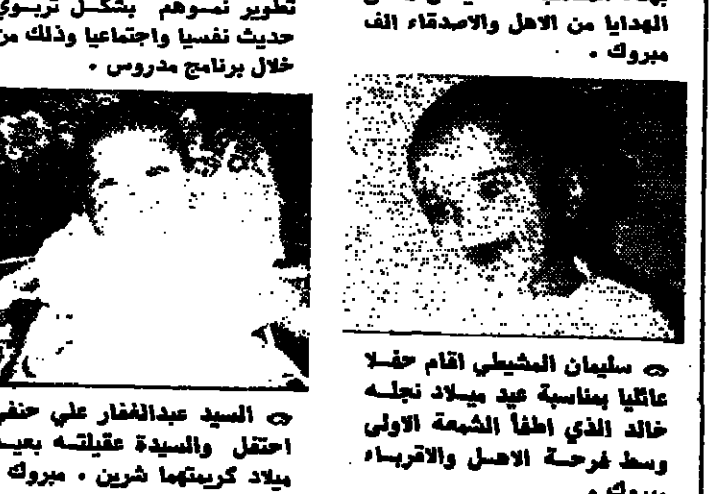 الهدايا من الاهل والاصدقاء الف
مبروك .
سليمان المشيطي اقام حفلا
عائليا بمناسبة عيد ميلاد نجله
خالد الذي اطفأ الشمعة الاولى
وسط فرحة الاهل والاقرباء
مبروك .
تطوير نموهم بشكل تربوي
حديث نفسيا واجتماعيا وذلك من
خلال برنامج مدروس .
السيد عبدالغفار علي حنفي
احتفل والسيدة عقيلته بعيد
ميلاد كريمتهما شرين . مبروك